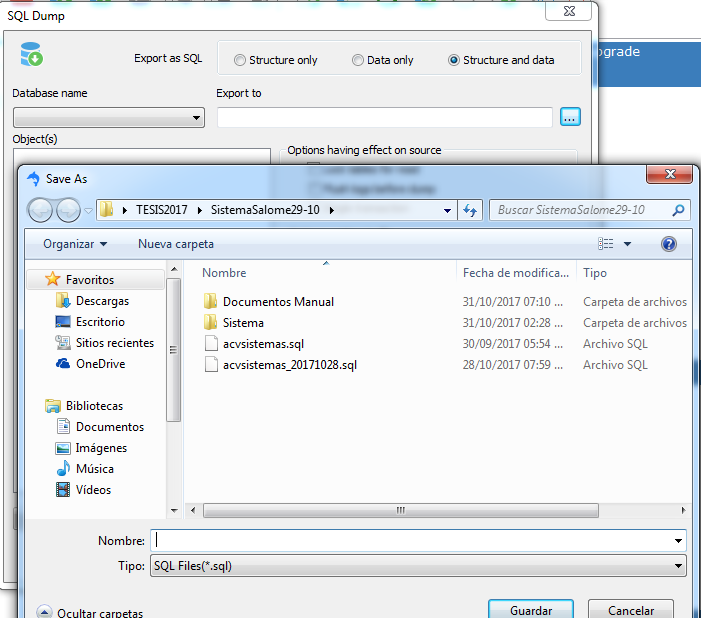 SQL Dump
ograde
Export as SQL
Structure only
Data only
Structure and data
Database name
Export to
...
Object(s)
Options having effect on source
Save As
TESIS2017
SistemaSalome29-10
Buscar SistemaSalome29-10
Organizar
Nueva carpeta
Nombre
Fecha de modifica...
Tipo
Favoritos
Descargas
Escritorio
Sitios recientes
OneDrive
Bibliotecas
Documentos
Imágenes
Música
Vídeos
Documentos Manual 31/10/2017 07:10 ... Carpeta de archivos
Sistema 31/10/2017 02:28 ... Carpeta de archivos
acvsistemas.sql 30/09/2017 05:54 ... Archivo SQL
acvsistemas_20171028.sql 28/10/2017 07:59 ... Archivo SQL
Nombre:
Tipo: SQL Files(*.sql)
Ocultar carpetas
Guardar
Cancelar